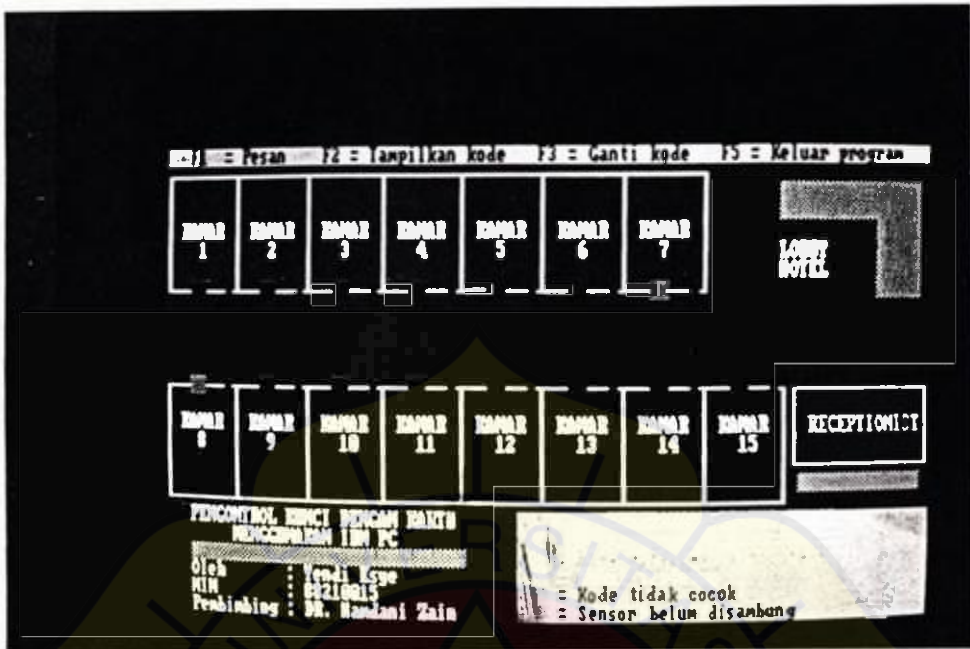 = Pesan F2 = Tampilkan kode F3 = Ganti kode F5 = Keluar program
KAMAR KAMAR KAMAR KAMAR KAMAR KAMAR KAMAR
1 2 3 4 5 6 7
LOBBY
HOTEL
KAMAR KAMAR KAMAR KAMAR KAMAR KAMAR KAMAR KAMAR
8 9 10 11 12 13 14 15
RECEPTIONIST
PENGONTROL KUNCI DENGAN KARTU
MENGGUNAKAN IBM PC
Oleh : Yendi Esye
NIM : 88210015
Pembimbing : DR. Hamdani Zain
= Kode tidak cocok
= Sensor belum disambung
UNIVERSIT